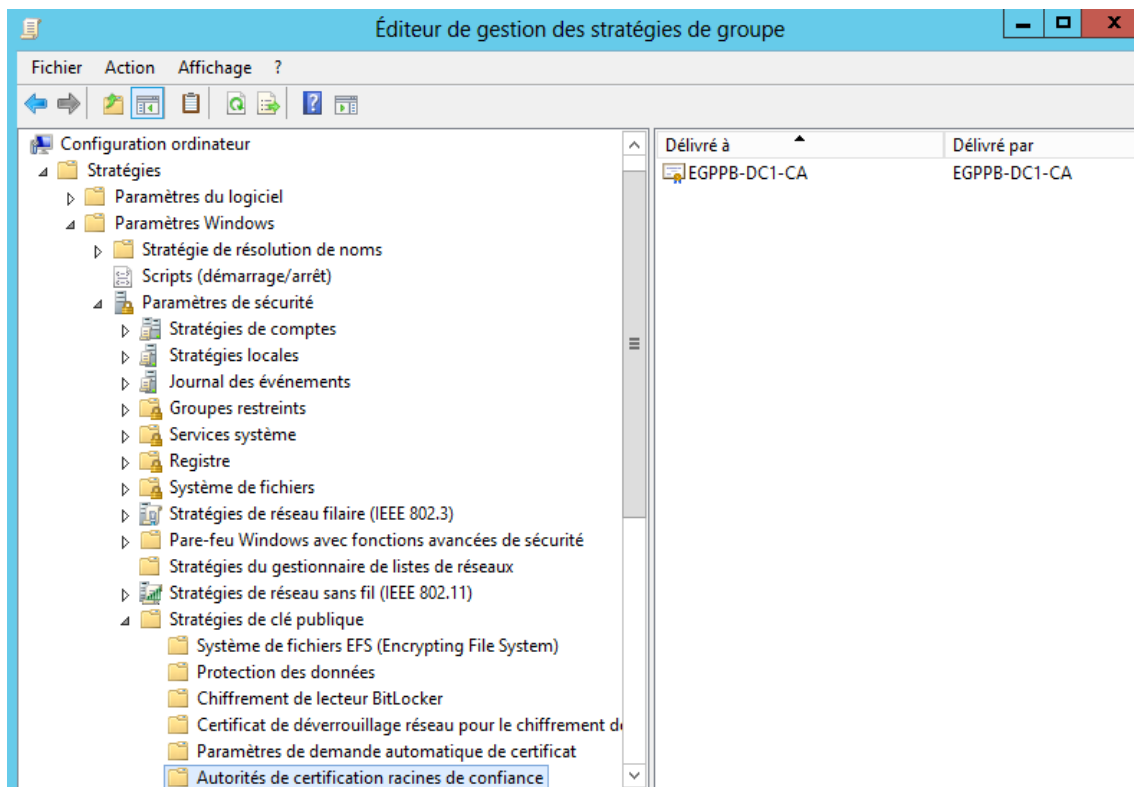 Éditeur de gestion des stratégies de groupe
Fichier Action Affichage ?
Configuration ordinateur
Stratégies
Paramètres du logiciel
Paramètres Windows
Stratégie de résolution de noms
Scripts (démarrage/arrêt)
Paramètres de sécurité
Stratégies de comptes
Stratégies locales
Journal des événements
Groupes restreints
Services système
Registre
Système de fichiers
Stratégies de réseau filaire (IEEE 802.3)
Pare-feu Windows avec fonctions avancées de sécurité
Stratégies du gestionnaire de listes de réseaux
Stratégies de réseau sans fil (IEEE 802.11)
Stratégies de clé publique
Système de fichiers EFS (Encrypting File System)
Protection des données
Chiffrement de lecteur BitLocker
Certificat de déverrouillage réseau pour le chiffrement d
Paramètres de demande automatique de certificat
Autorités de certification racines de confiance
Délivré à Délivré par
EGPPB-DC1-CA EGPPB-DC1-CA